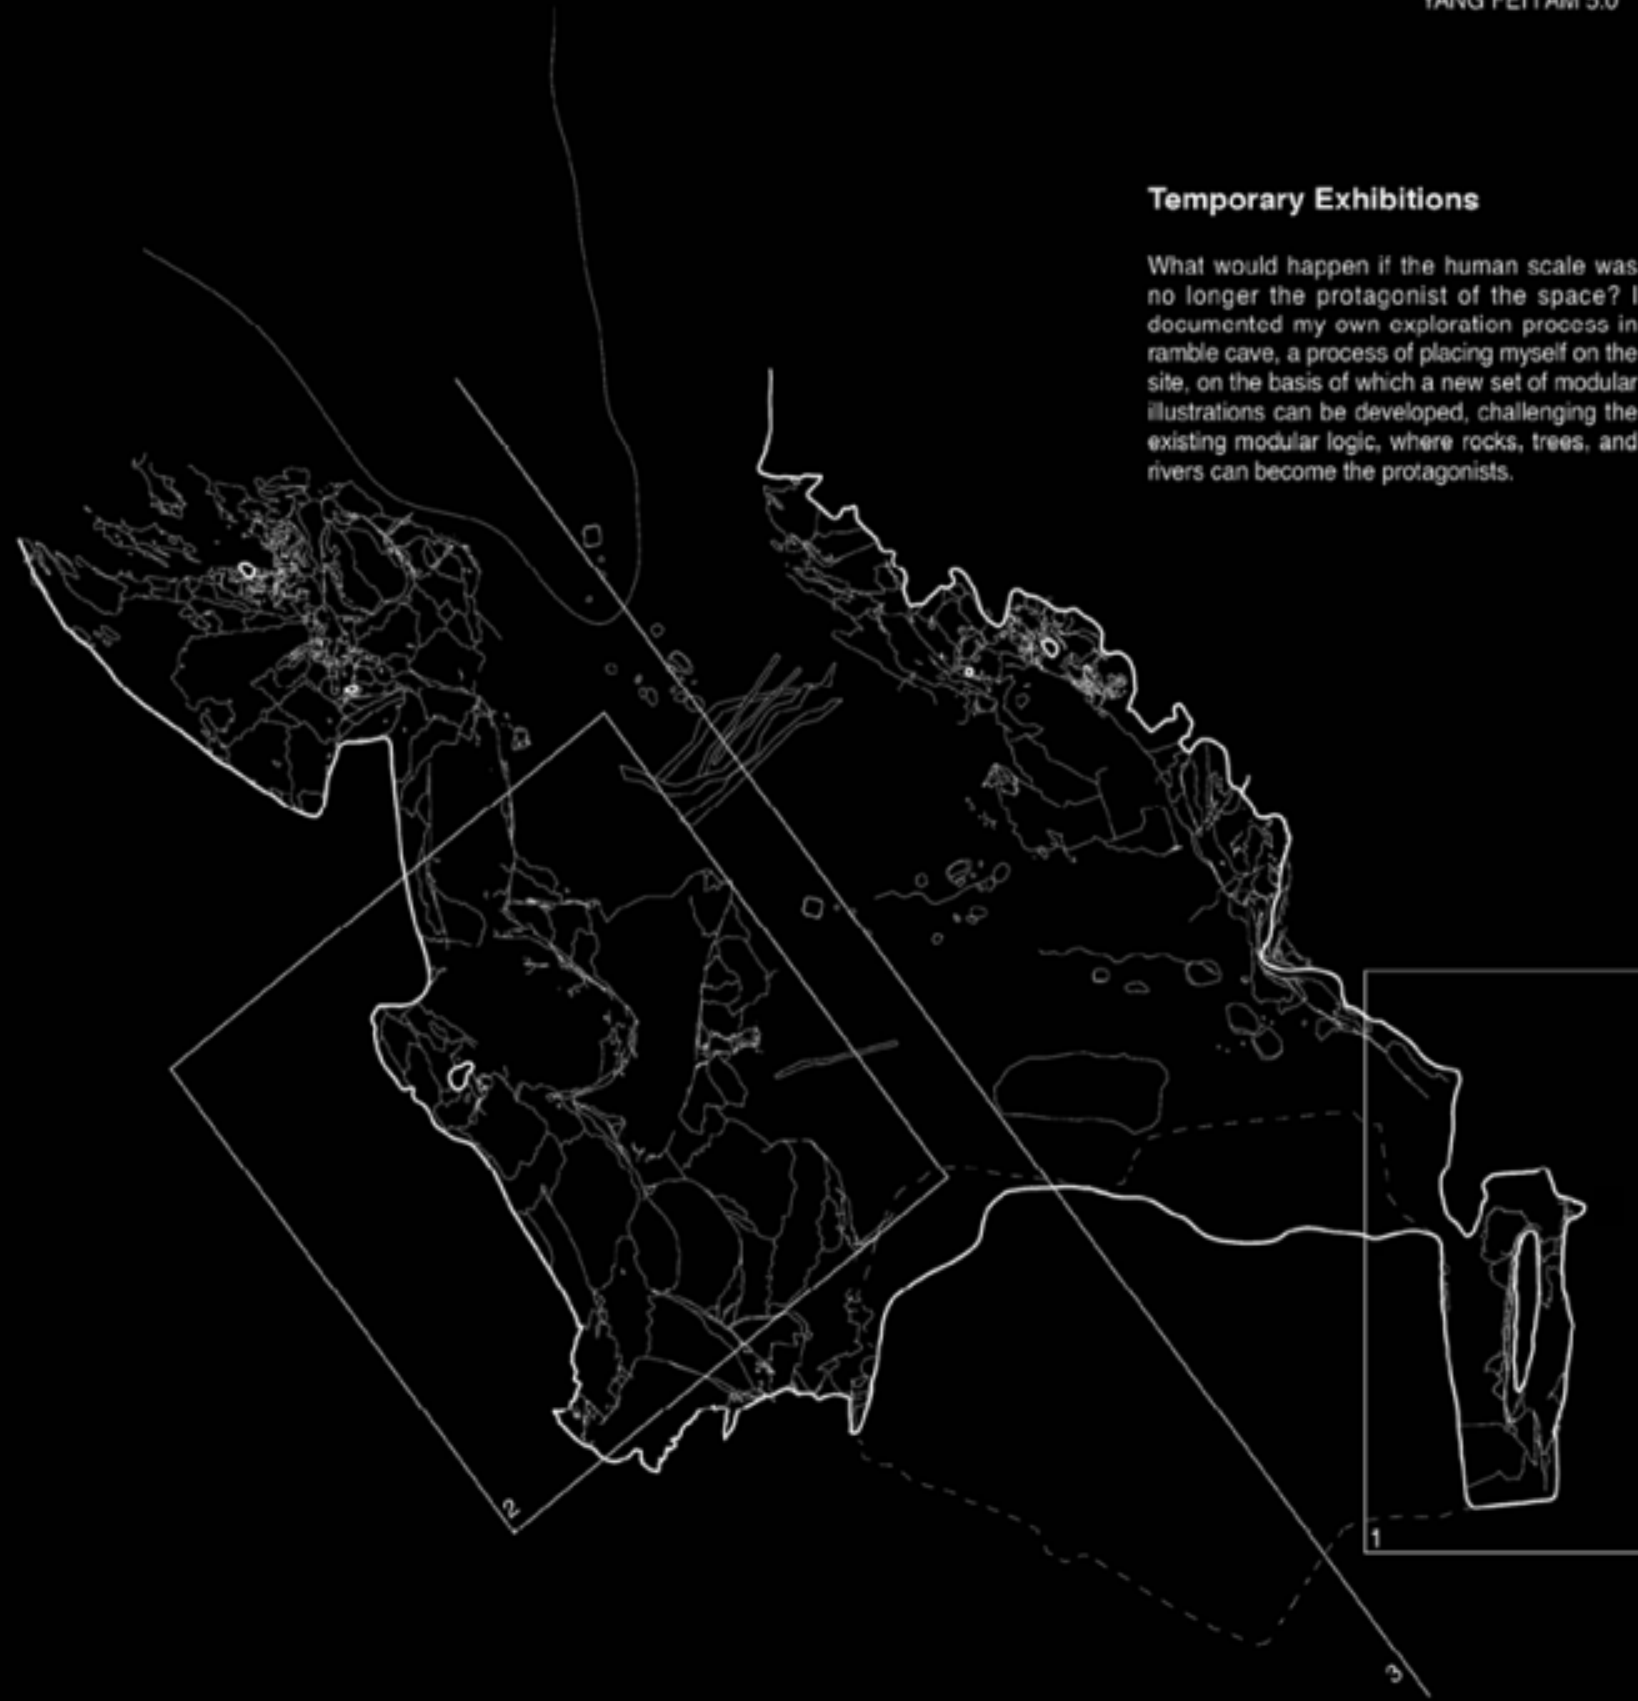 Temporary Exhibitions
What would happen if the human scale was
no longer the protagonist of the space? I
documented my own exploration process in
ramble cave, a process of placing myself on the
site, on the basis of which a new set of modular
illustrations can be developed, challenging the
existing modular logic, where rocks, trees, and
rivers can become the protagonists.
2
1
3